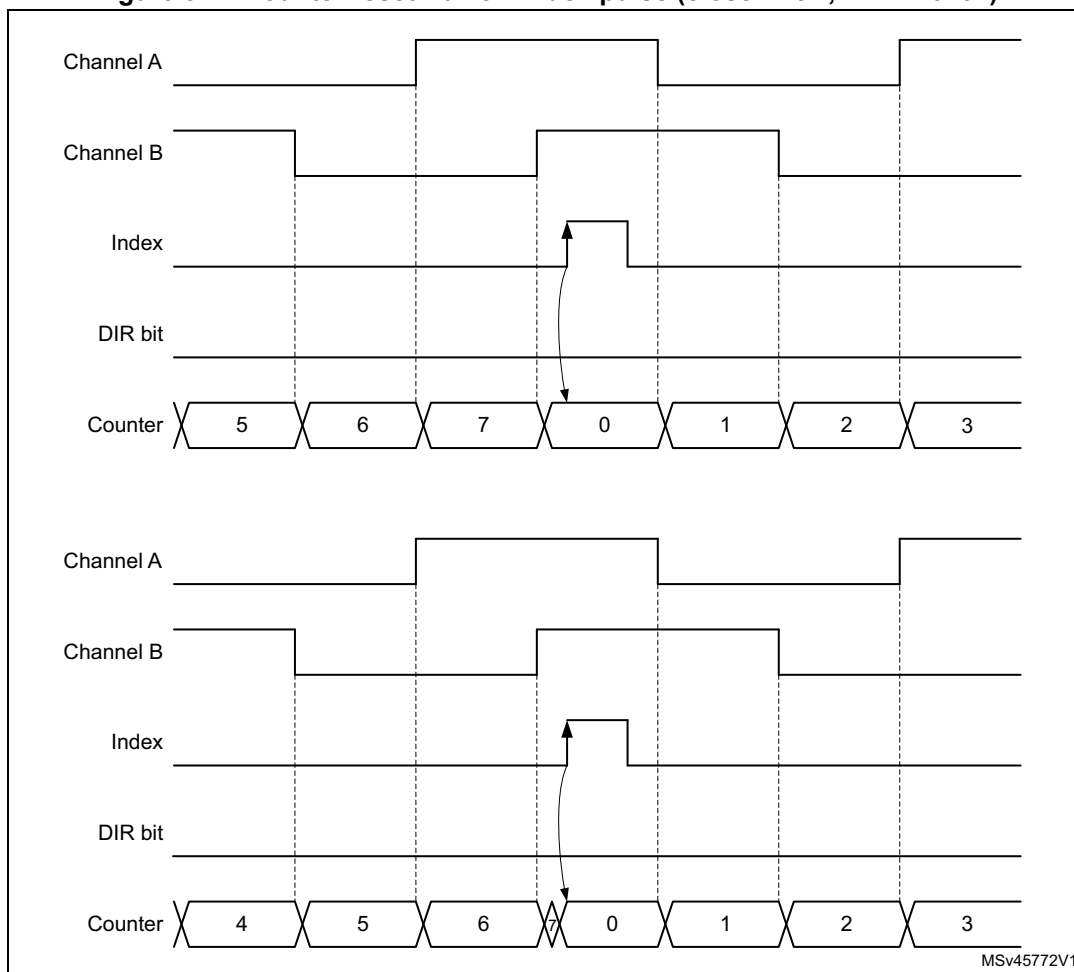 Channel A
Channel B
Index
DIR bit
Counter 5 6 7 0 1 2 3
Channel A
Channel B
Index
DIR bit
Counter 4 5 6 7 0 1 2 3
MSv45772V1